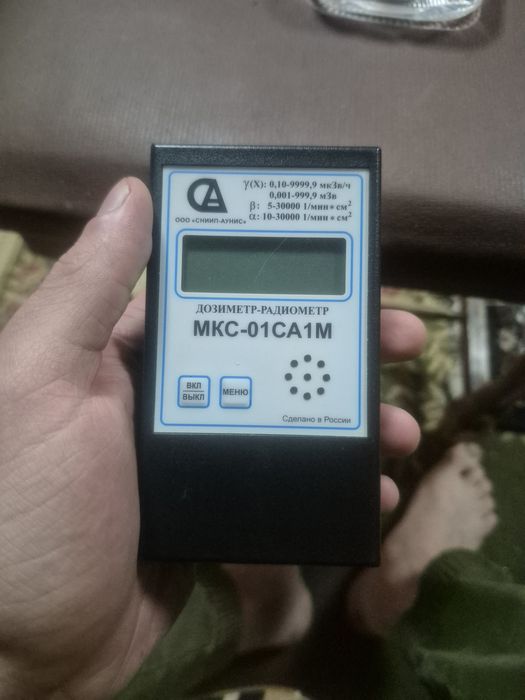 СА
γ(X): 0,10-9999,9 мкЗв/ч
0,001-999,9 мЗв
β: 5-30000 1/мин∗см²
α: 10-30000 1/мин∗см²
ООО «СНИИП-АУНИС»
ДОЗИМЕТР-РАДИОМЕТР
МКС-01СА1М
ВКЛ
ВЫКЛ
МЕНЮ
Сделано в России